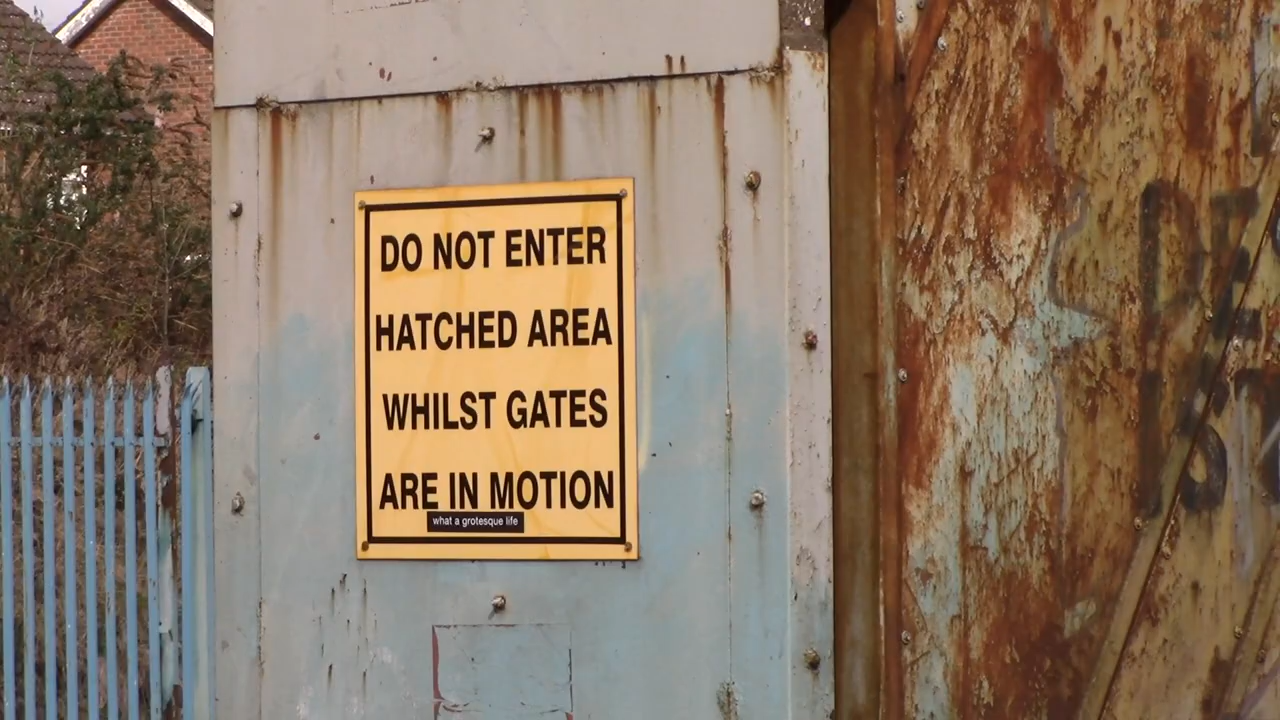 DO NOT ENTER
HATCHED AREA
WHILST GATES
ARE IN MOTION
what a grotesque life